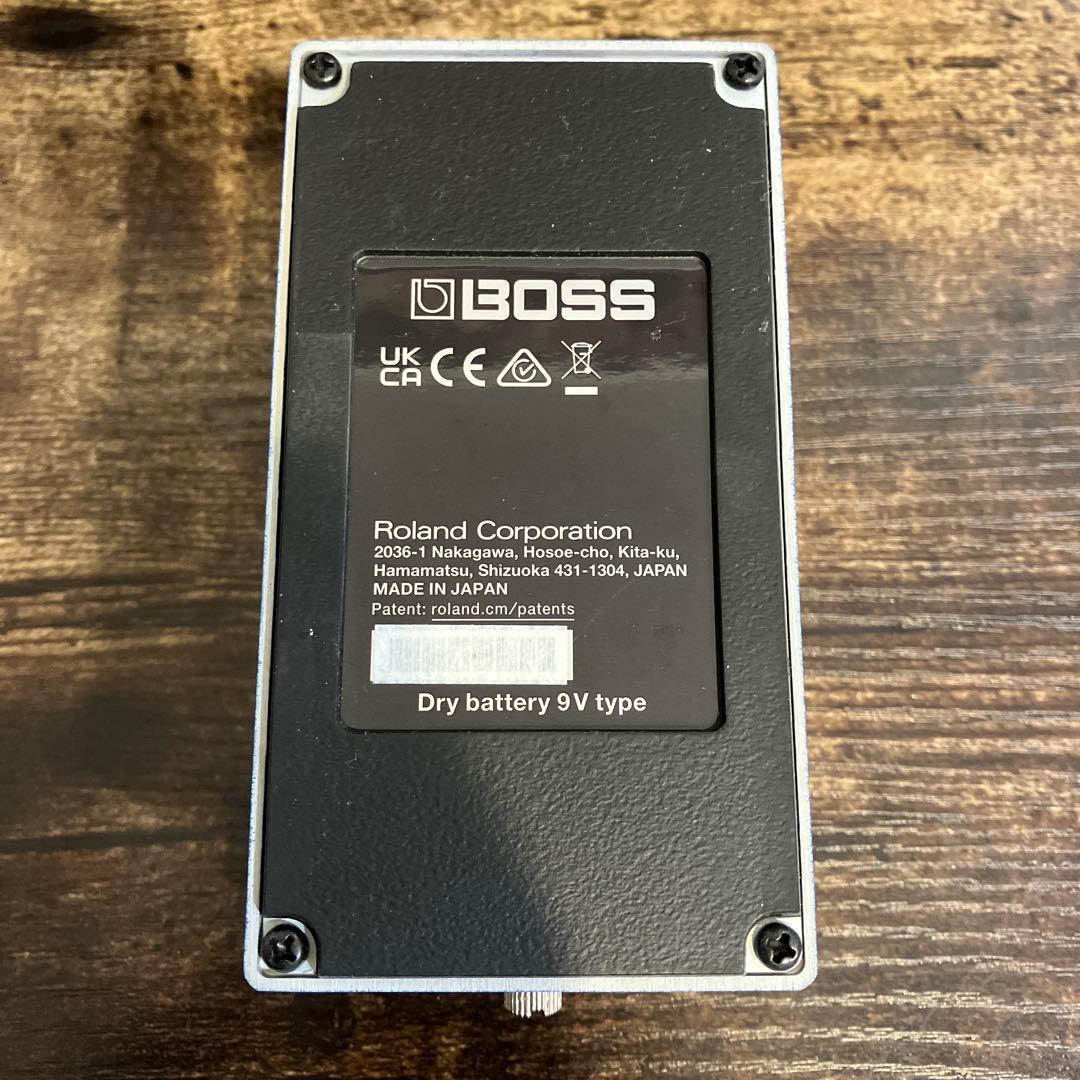 BOSS
UK
CA CE
Roland Corporation
2036-1 Nakagawa, Hosoe-cho, Kita-ku,
Hamamatsu, Shizuoka 431-1304, JAPAN
MADE IN JAPAN
Patent: roland.cm/patents
Dry battery 9V type